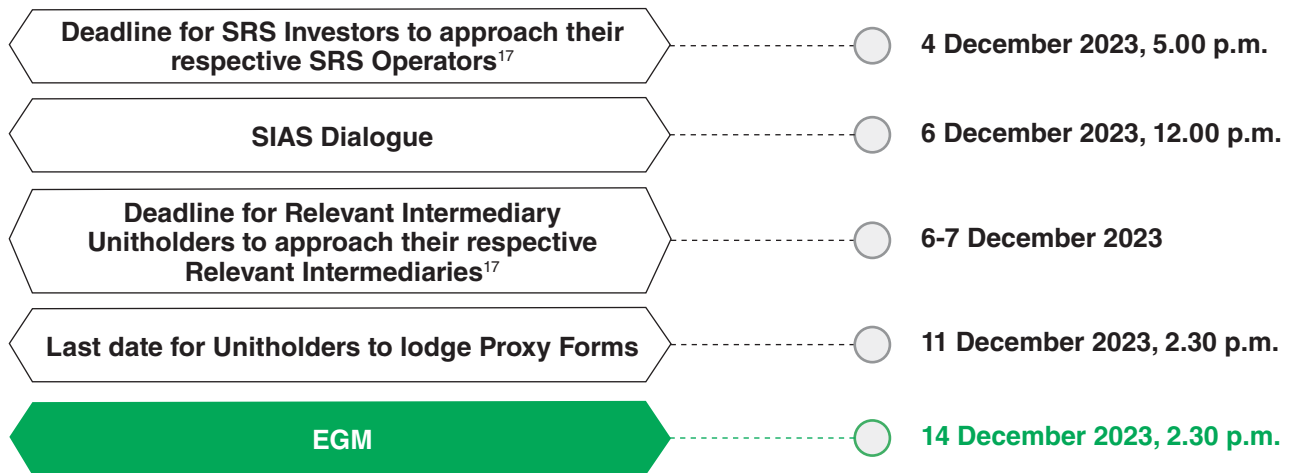 Deadline for SRS Investors to approach their
respective SRS Operators17
4 December 2023, 5.00 p.m.
SIAS Dialogue
6 December 2023, 12.00 p.m.
Deadline for Relevant Intermediary
Unitholders to approach their respective
Relevant Intermediaries17
6-7 December 2023
Last date for Unitholders to lodge Proxy Forms
11 December 2023, 2.30 p.m.
EGM
14 December 2023, 2.30 p.m.